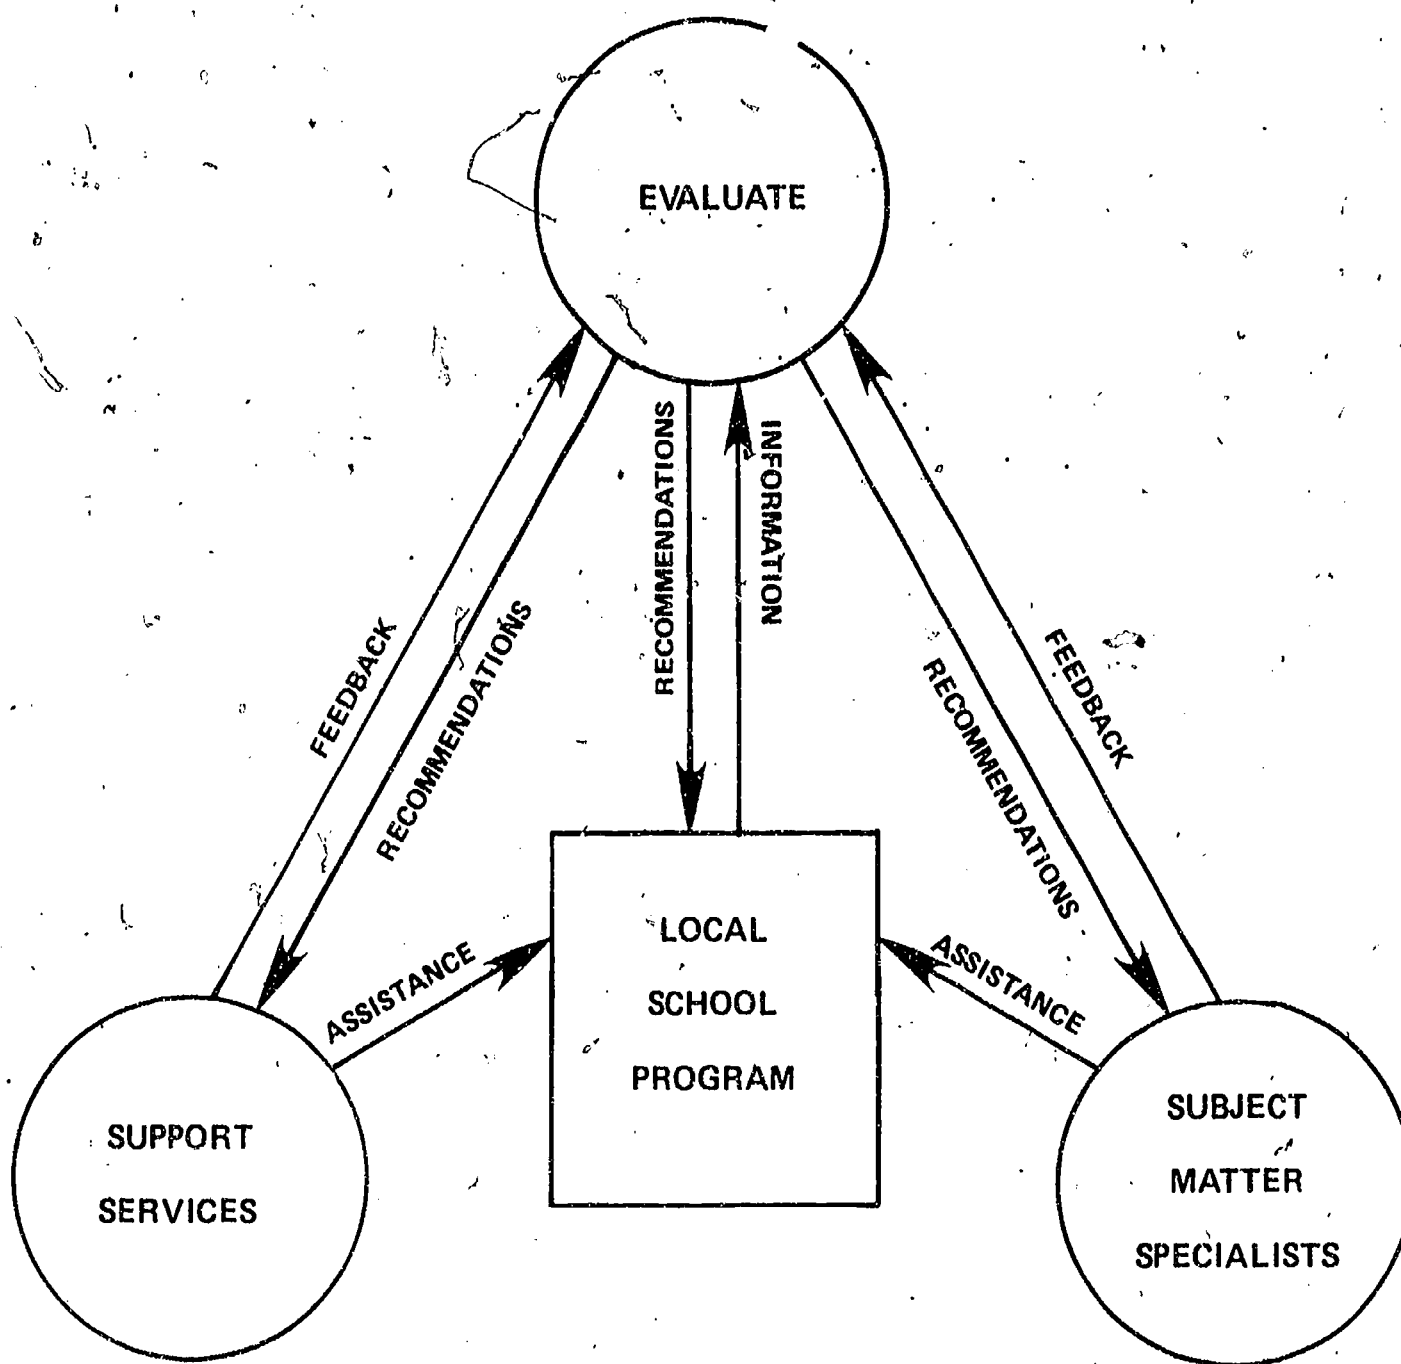 EVALUATE
RECOMMENDATIONS
INFORMATION
FEEDBACK
RECOMMENDATIONS
RECOMMENDATIONS
FEEDBACK
ASSISTANCE
ASSISTANCE
LOCAL
SCHOOL
PROGRAM
SUPPORT
SERVICES
SUBJECT
MATTER
SPECIALISTS